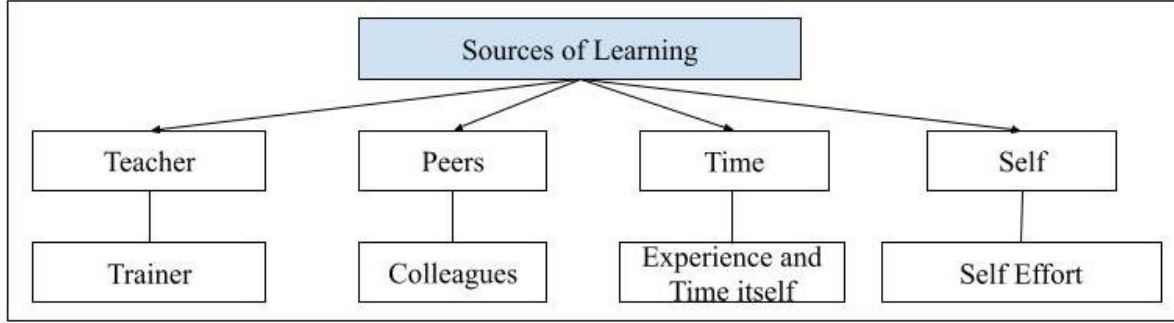 Sources of Learning
Teacher
Peers
Time
Self
Trainer
Colleagues
Experience and
Time itself
Self Effort